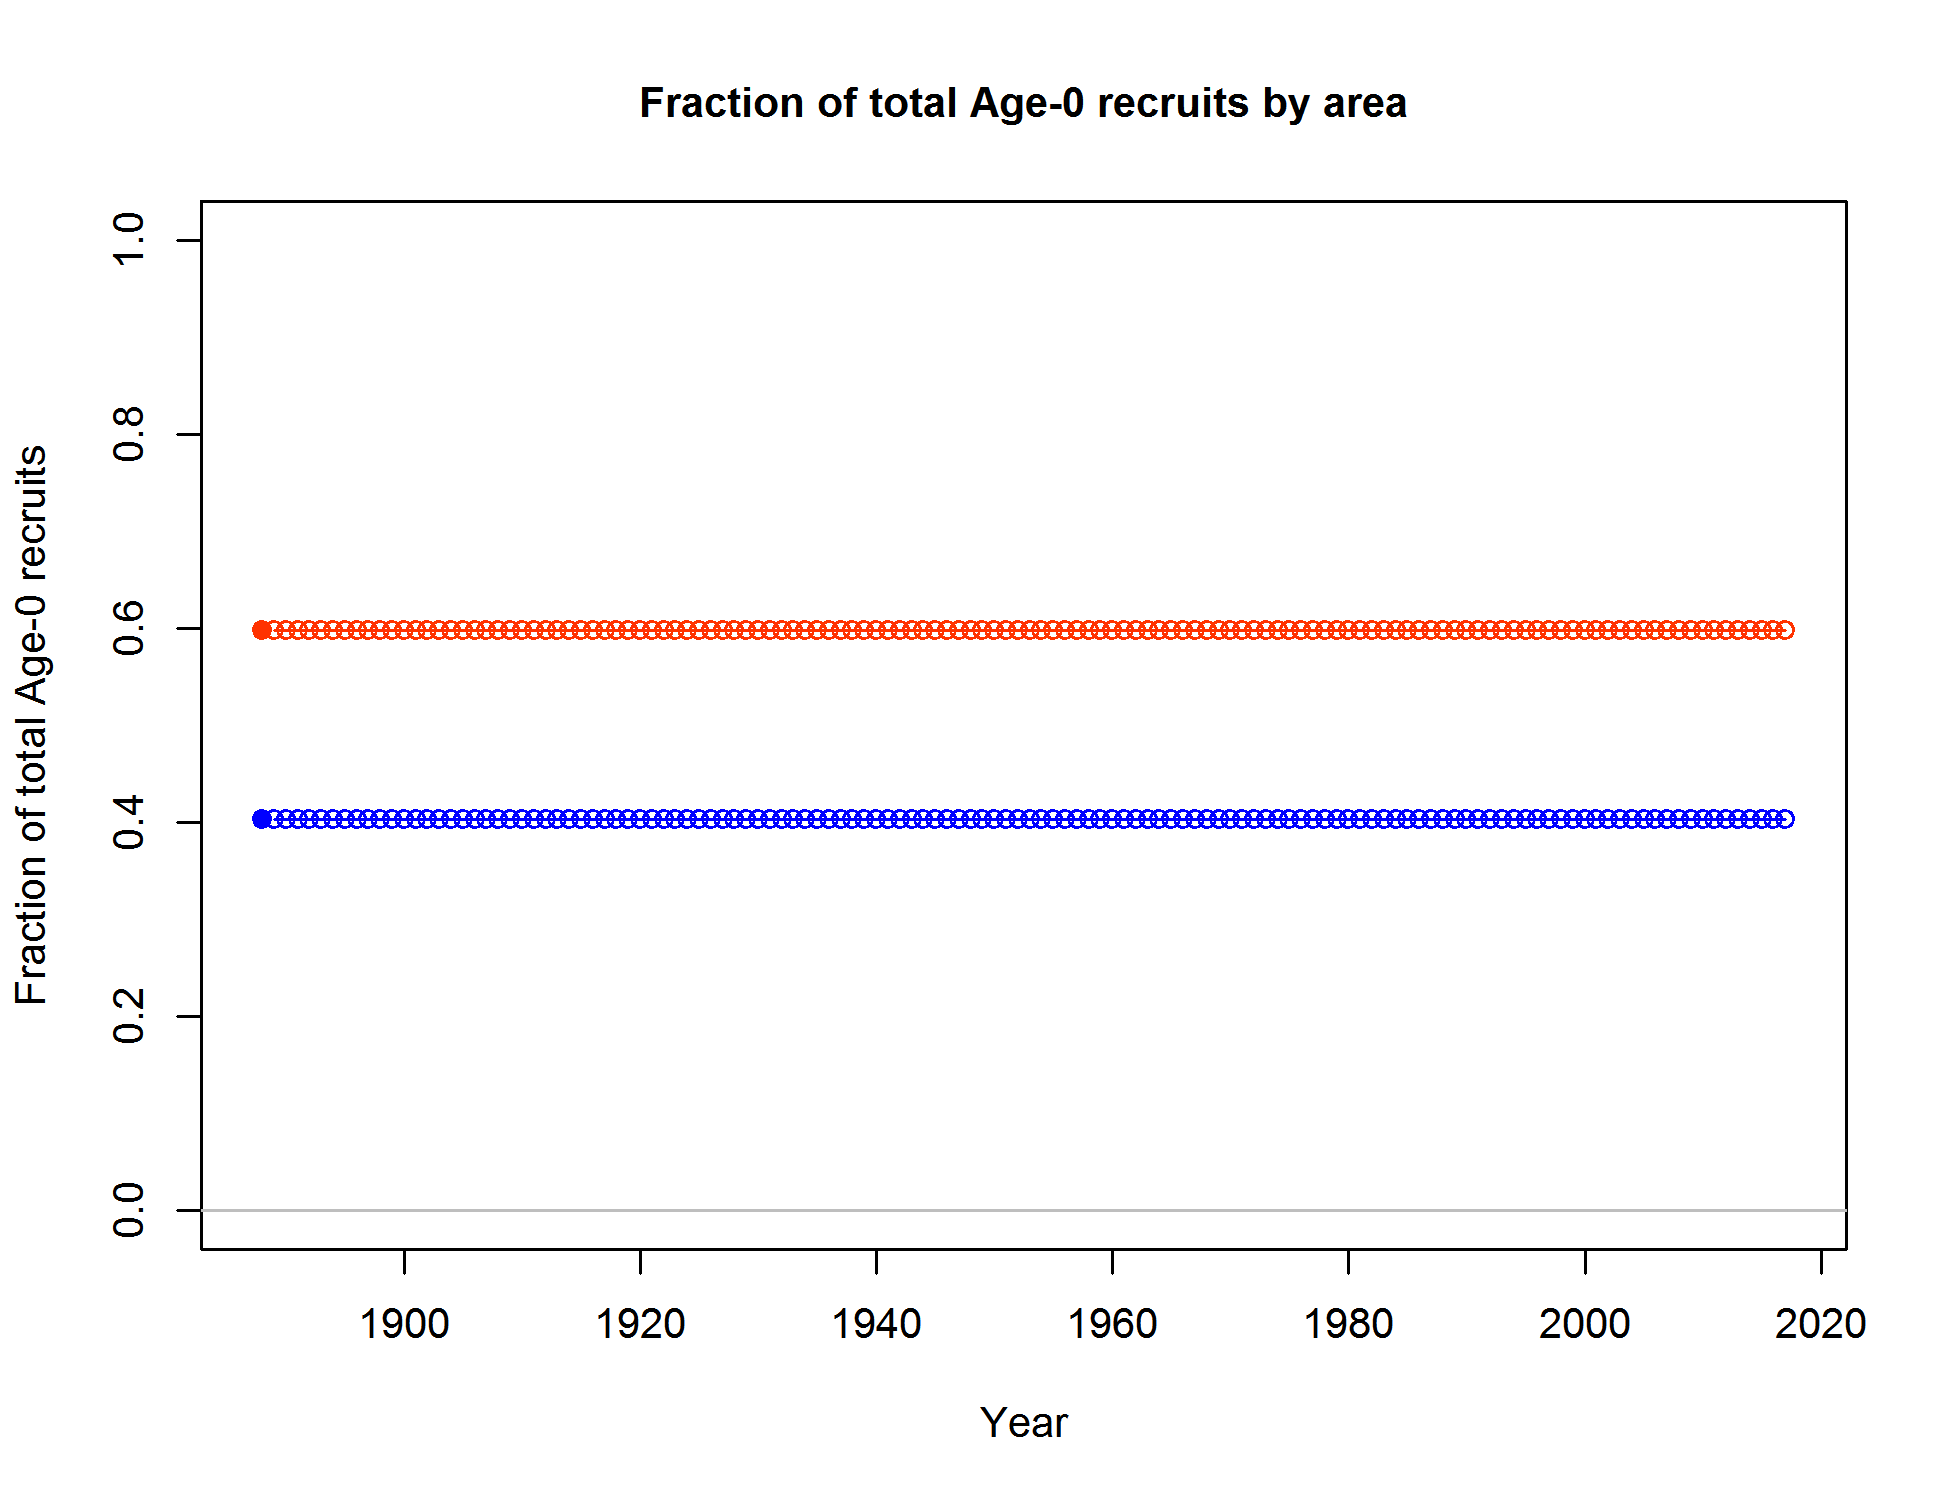 Fraction of total Age-0 recruits by area
Fraction of total Age-0 recruits
1.0
0.8
0.6
0.4
0.2
0.0
1900 1920 1940 1960 1980 2000 2020
Year